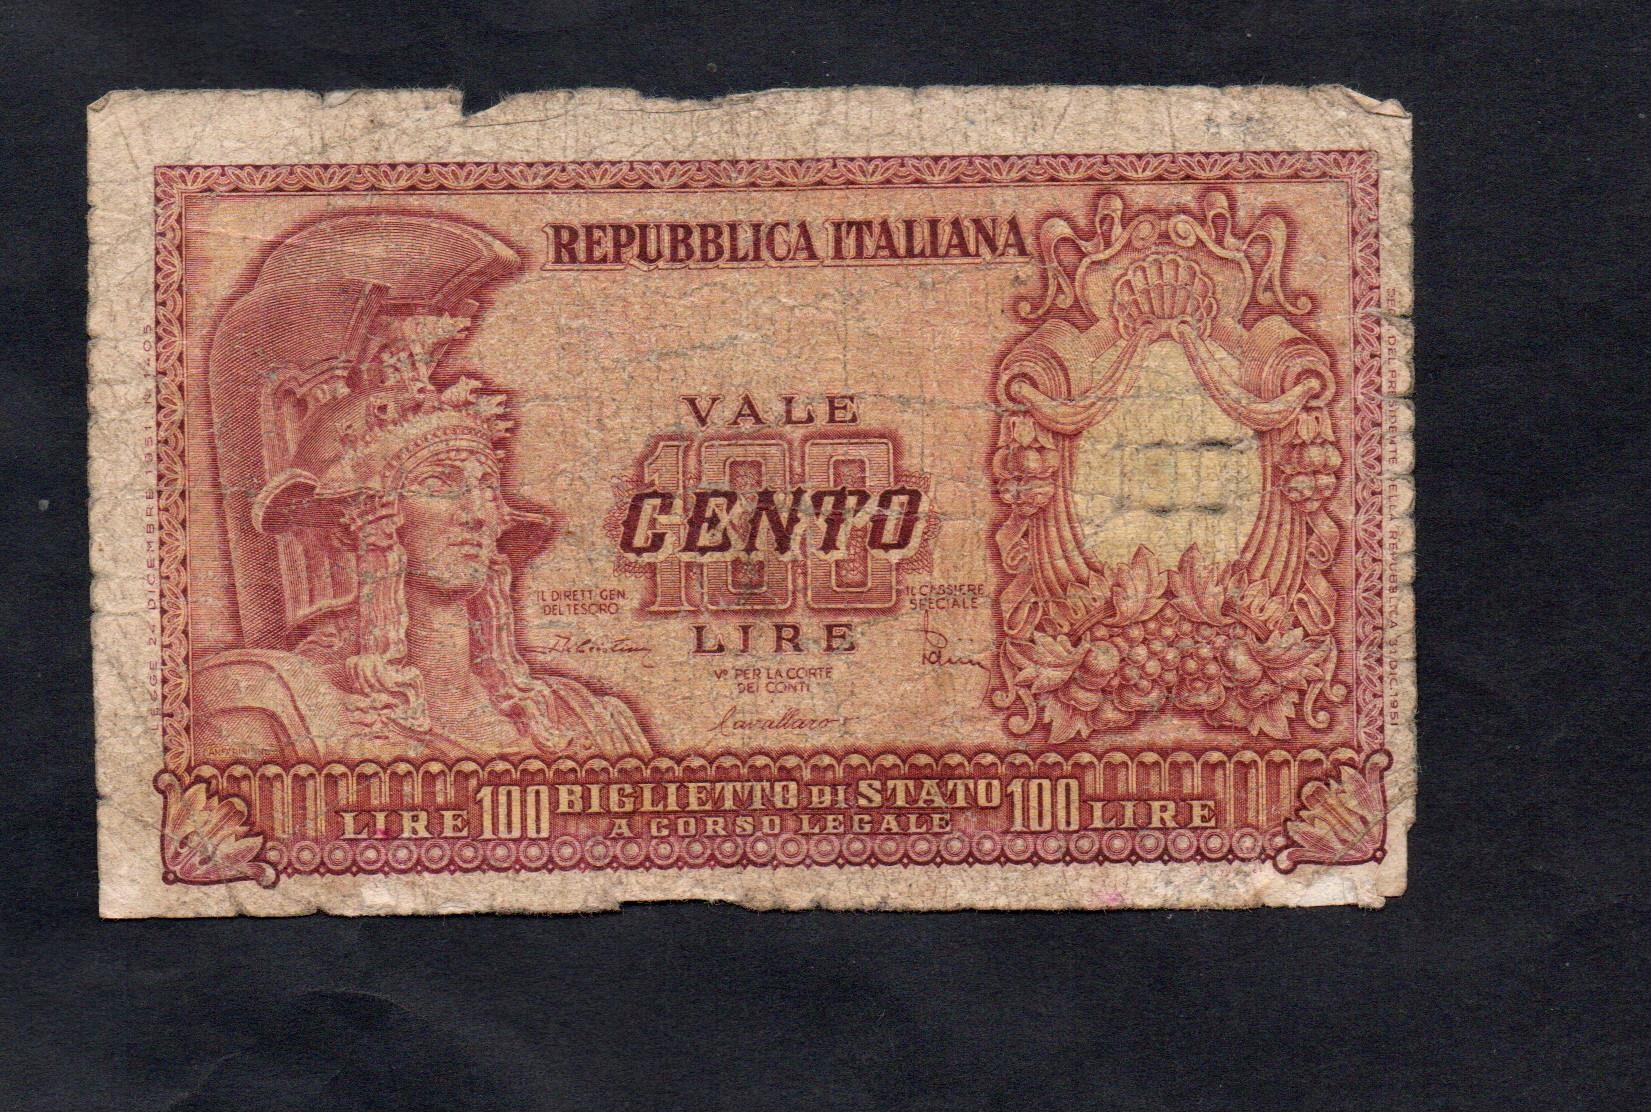 REPUBBLICA ITALIANA
VALE
100
CENTO
LIRE
IL DIRETT. GEN.
DEL TESORO
IL CASSIERE
SPECIALE
Vº PER LA CORTE
DEI CONTI
Cavallaro
LIRE 100 BIGLIETTO DI STATO 100 LIRE
A CORSO LEGALE
LEGGE 24 DICEMBRE 1951 N. 1405
DECR. DEL PRESIDENTE DELLA REPUBBLICA 31 DIC. 1951